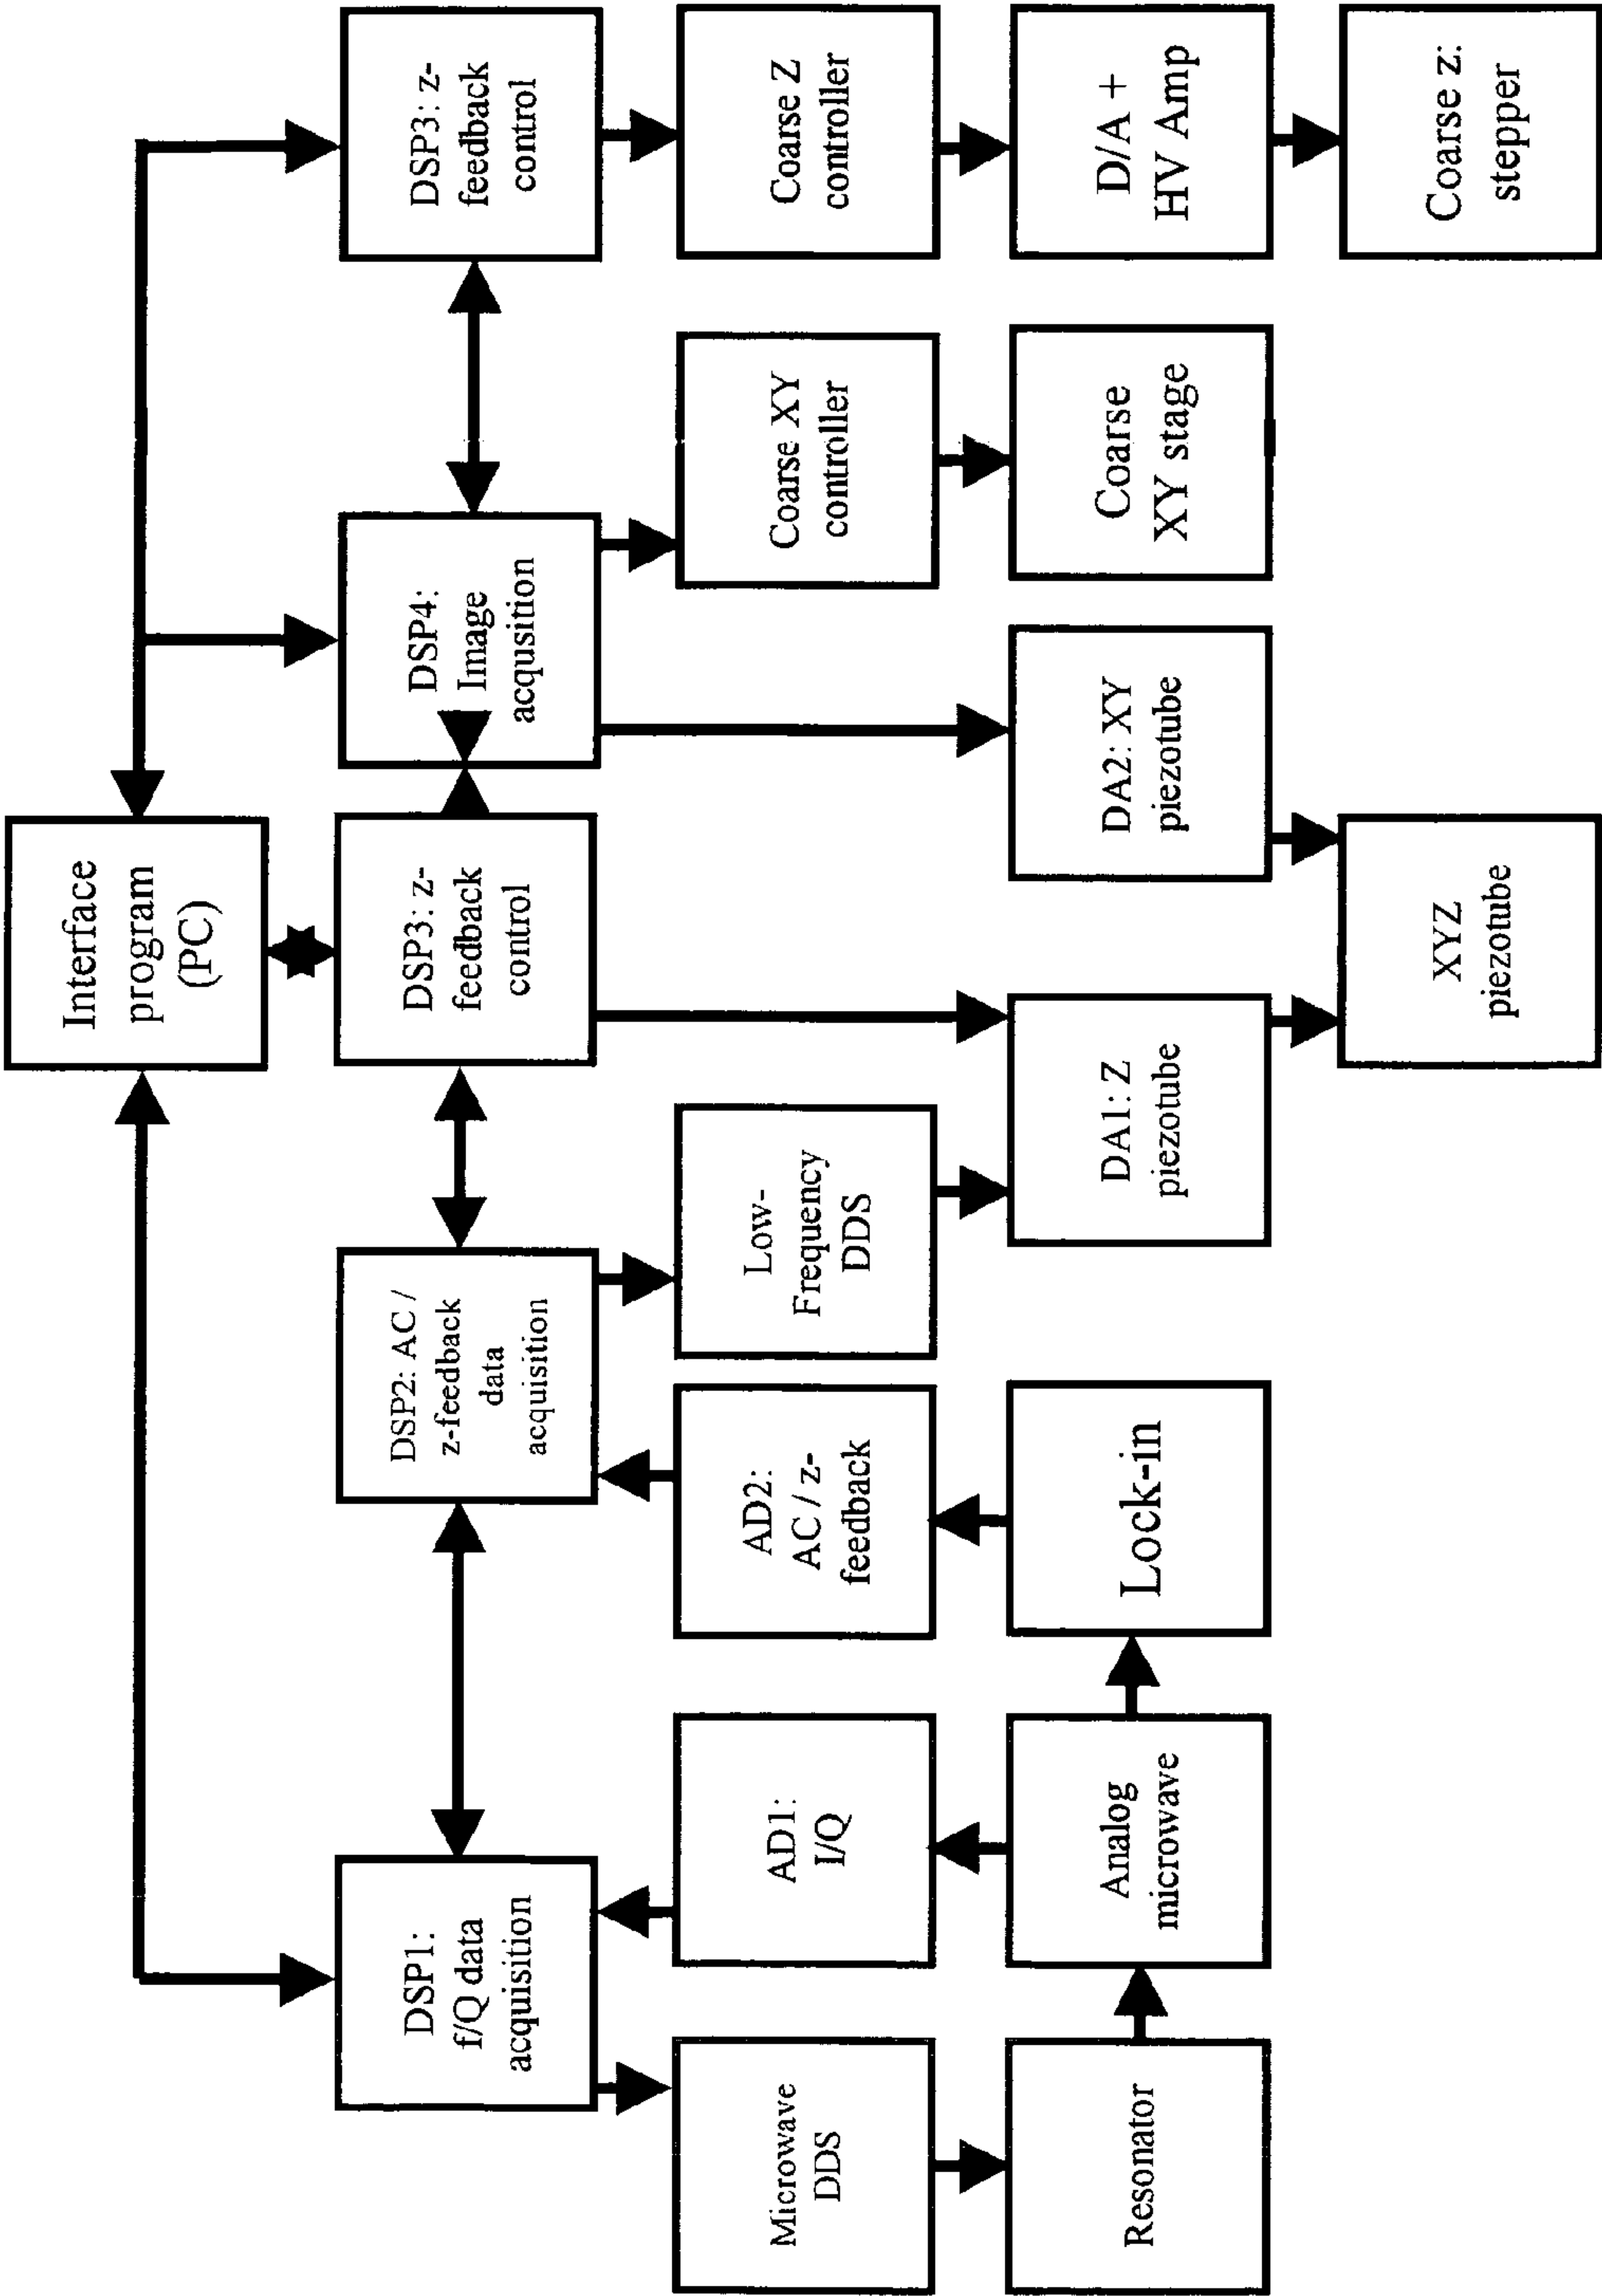 Interface
program
(PC)
DSP1:
f/Q data
acquisition
DSP2: AC /
z-feedback
data
acquisition
DSP3: z-
feedback
control
DSP4:
Image
acqusition
DSP3: z-
feedback
control
Microwave
DDS
AD1:
I/Q
AD2:
AC / z-
feedback
Low-
Frequency
DDS
Coarse XY
controller
Coarse Z
controller
Resonator
Analog
microwave
Lock-in
DA1: Z
piezotube
DA2: XY
piezotube
Coarse
XY stage
D/A +
HV Amp
XYZ
piezotube
Coarse z:
stepper